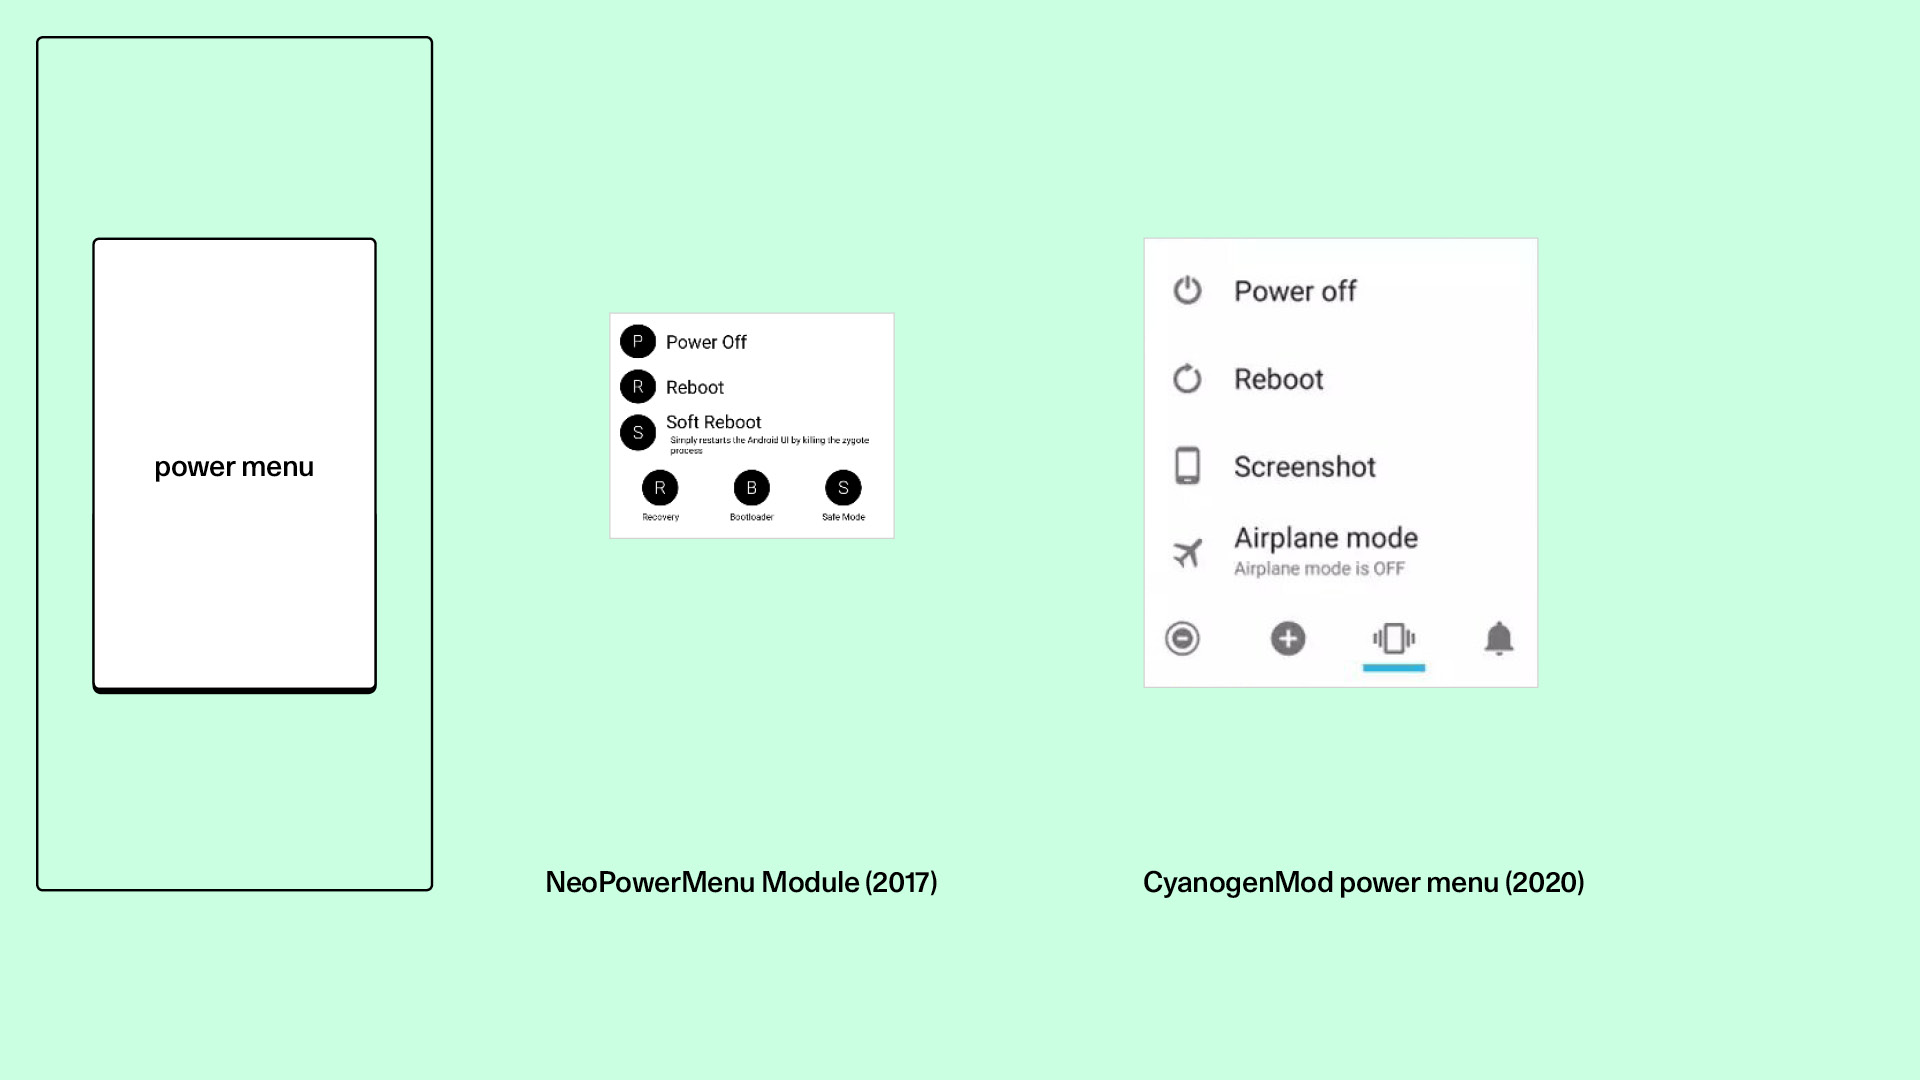 power menu
P Power Off
R Reboot
S Soft Reboot
Simply restarts the Android UI by killing the zygote
process
R B S
Recovery Bootloader Safe Mode
NeoPowerMenu Module (2017)
Power off
Reboot
Screenshot
Airplane mode
Airplane mode is OFF
CyanogenMod power menu (2020)